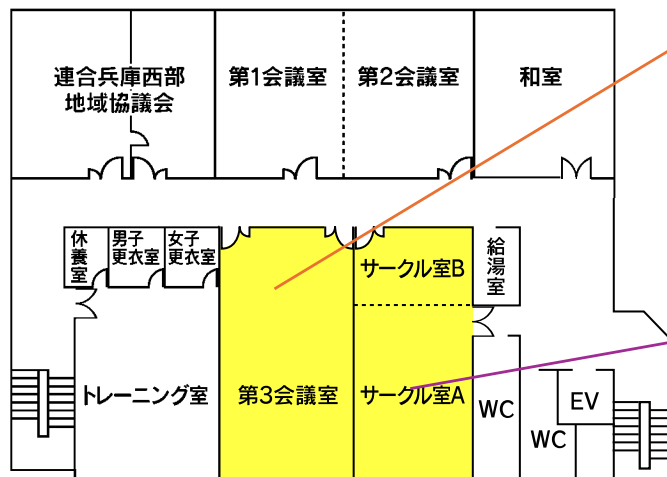 連合兵庫西部
地域協議会
第1会議室
第2会議室
和室
休養室
男子
更衣室
女子
更衣室
サークル室B
給湯室
トレーニング室
第3会議室
サークル室A
WC
WC
EV